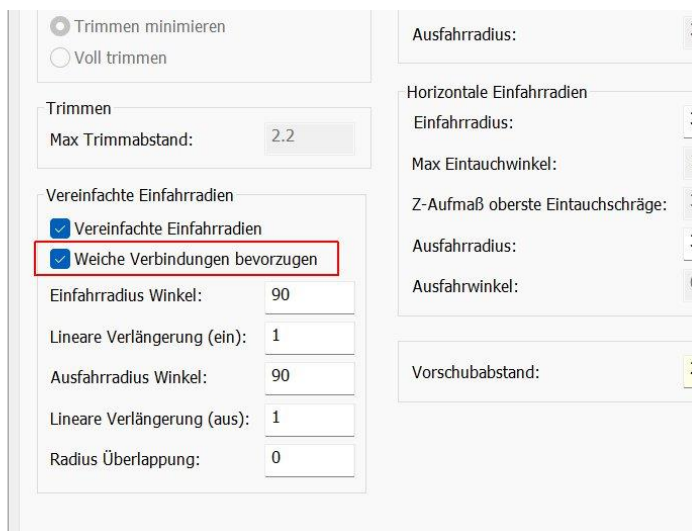 Trimmen minimieren
Voll trimmen
Trimmen
Max Trimmabstand: 2.2
Vereinfachte Einfahrradien
Vereinfachte Einfahrradien
Weiche Verbindungen bevorzugen
Einfahrradius Winkel: 90
Lineare Verlängerung (ein): 1
Ausfahrradius Winkel: 90
Lineare Verlängerung (aus): 1
Radius Überlappung: 0
Ausfahrradius:
Horizontale Einfahrradien
Einfahrradius:
Max Eintauchwinkel:
Z-Aufmaß oberste Eintauchschräge:
Ausfahrradius:
Ausfahrwinkel:
Vorschubabstand: